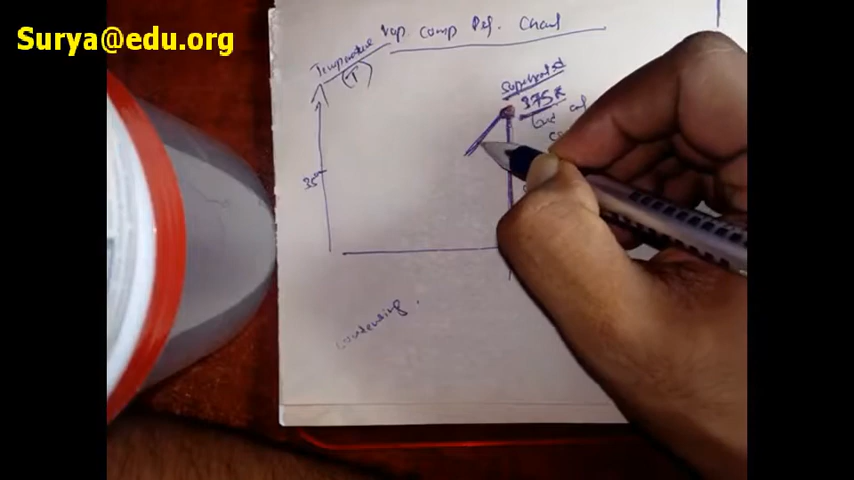 Surya@edu.org
Vap. Comp Ref. Chart
Temperature
(T)
Superheated
375K
35°
condensing.